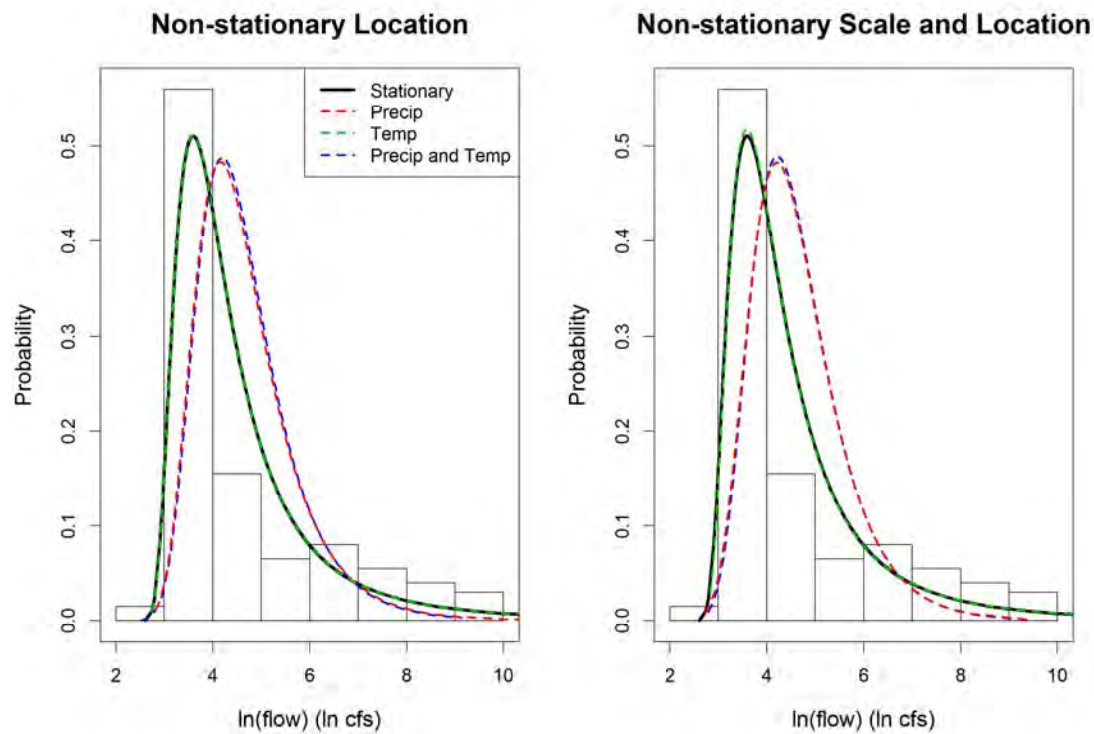 Non-stationary Location
Stationary
Precip
Temp
Precip and Temp
Probability
0.0
0.1
0.2
0.3
0.4
0.5
2
4
6
8
10
ln(flow) (ln cfs)
Non-stationary Scale and Location
Probability
0.0
0.1
0.2
0.3
0.4
0.5
2
4
6
8
10
ln(flow) (ln cfs)